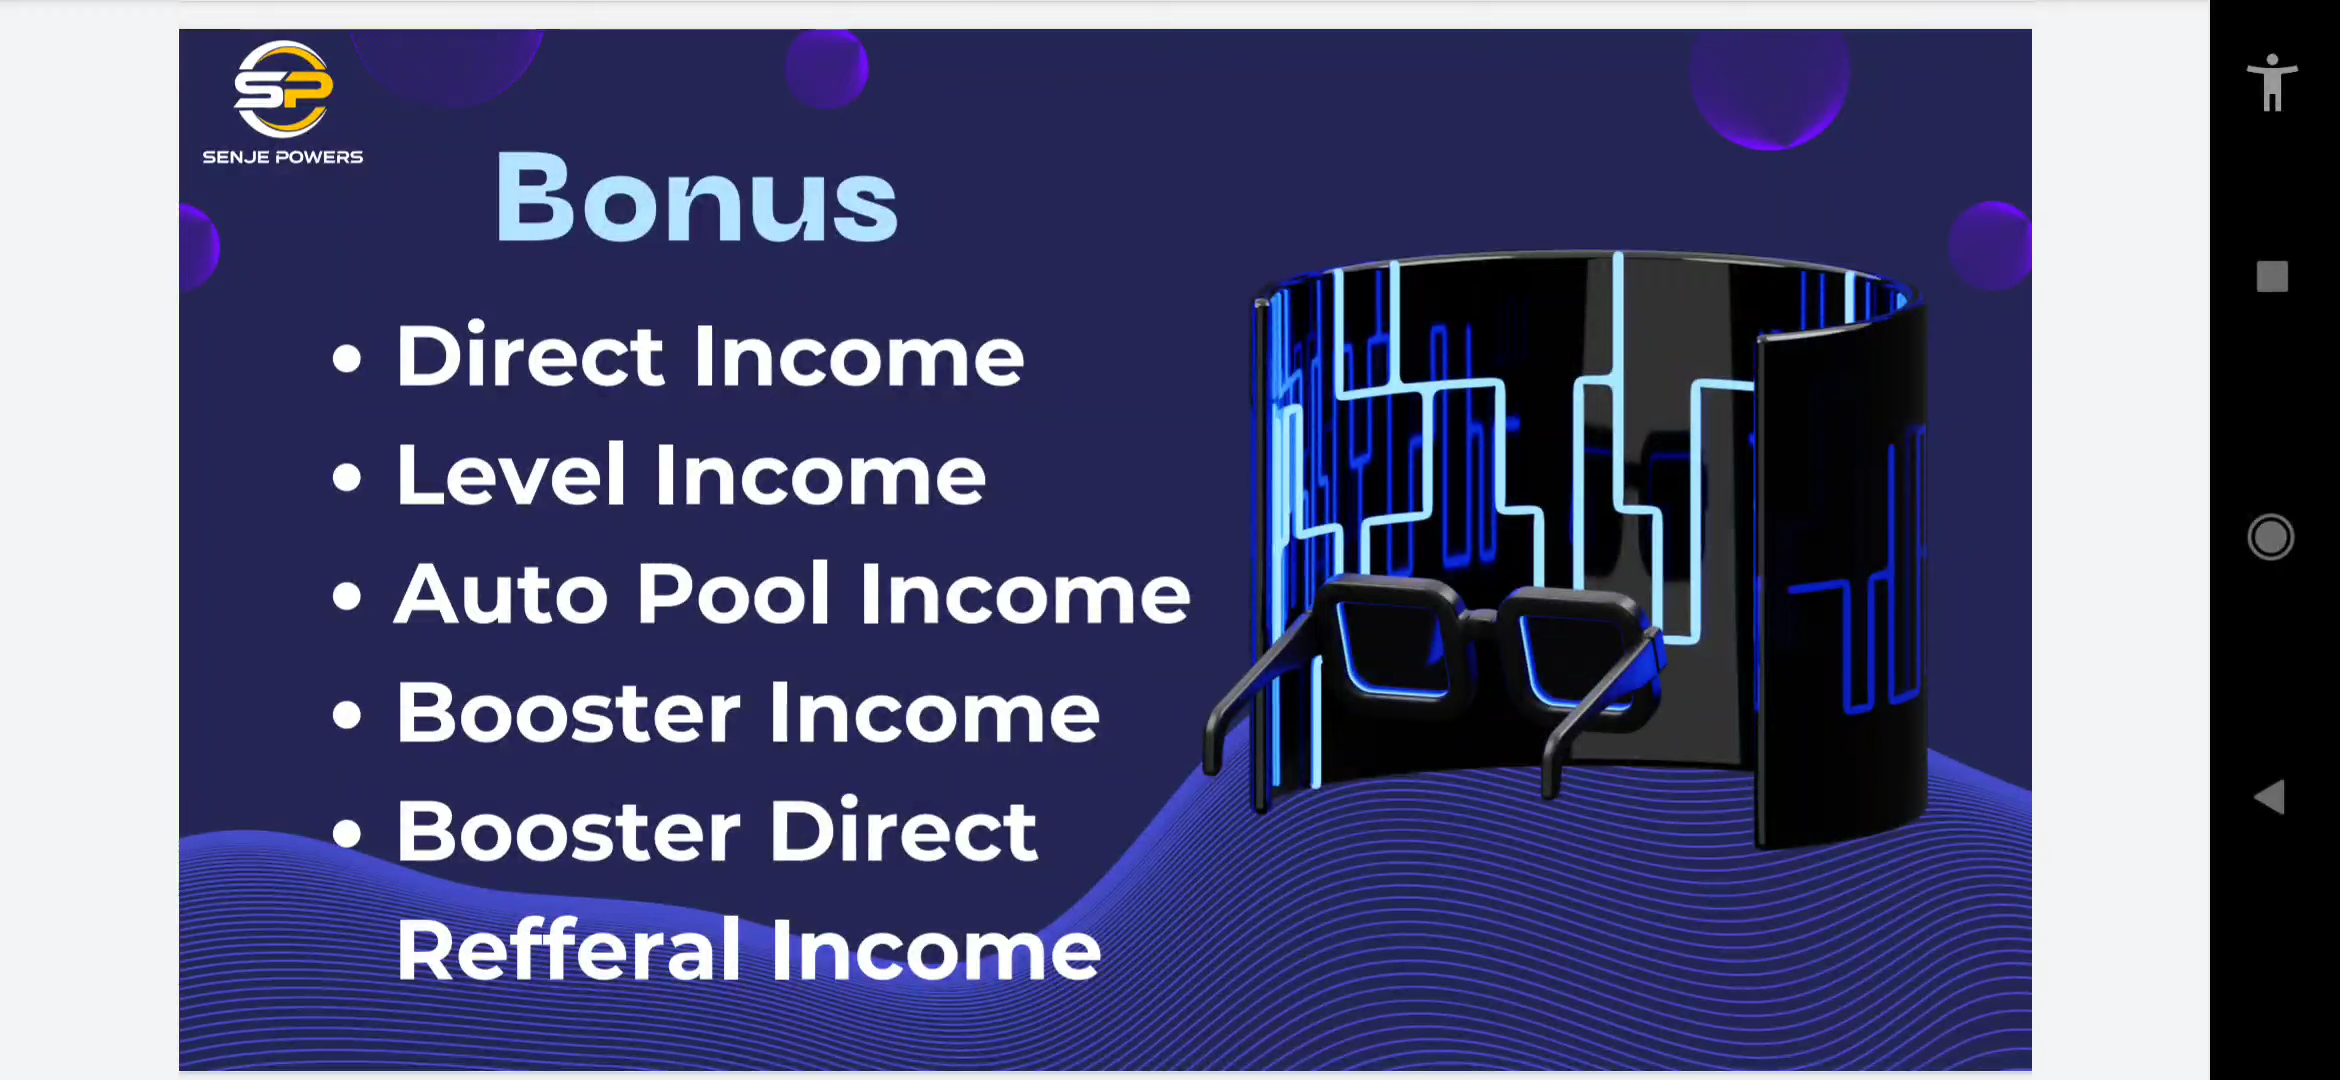 SP
SENJE POWERS
Bonus
• Direct Income
• Level Income
• Auto Pool Income
• Booster Income
• Booster Direct
Refferal Income